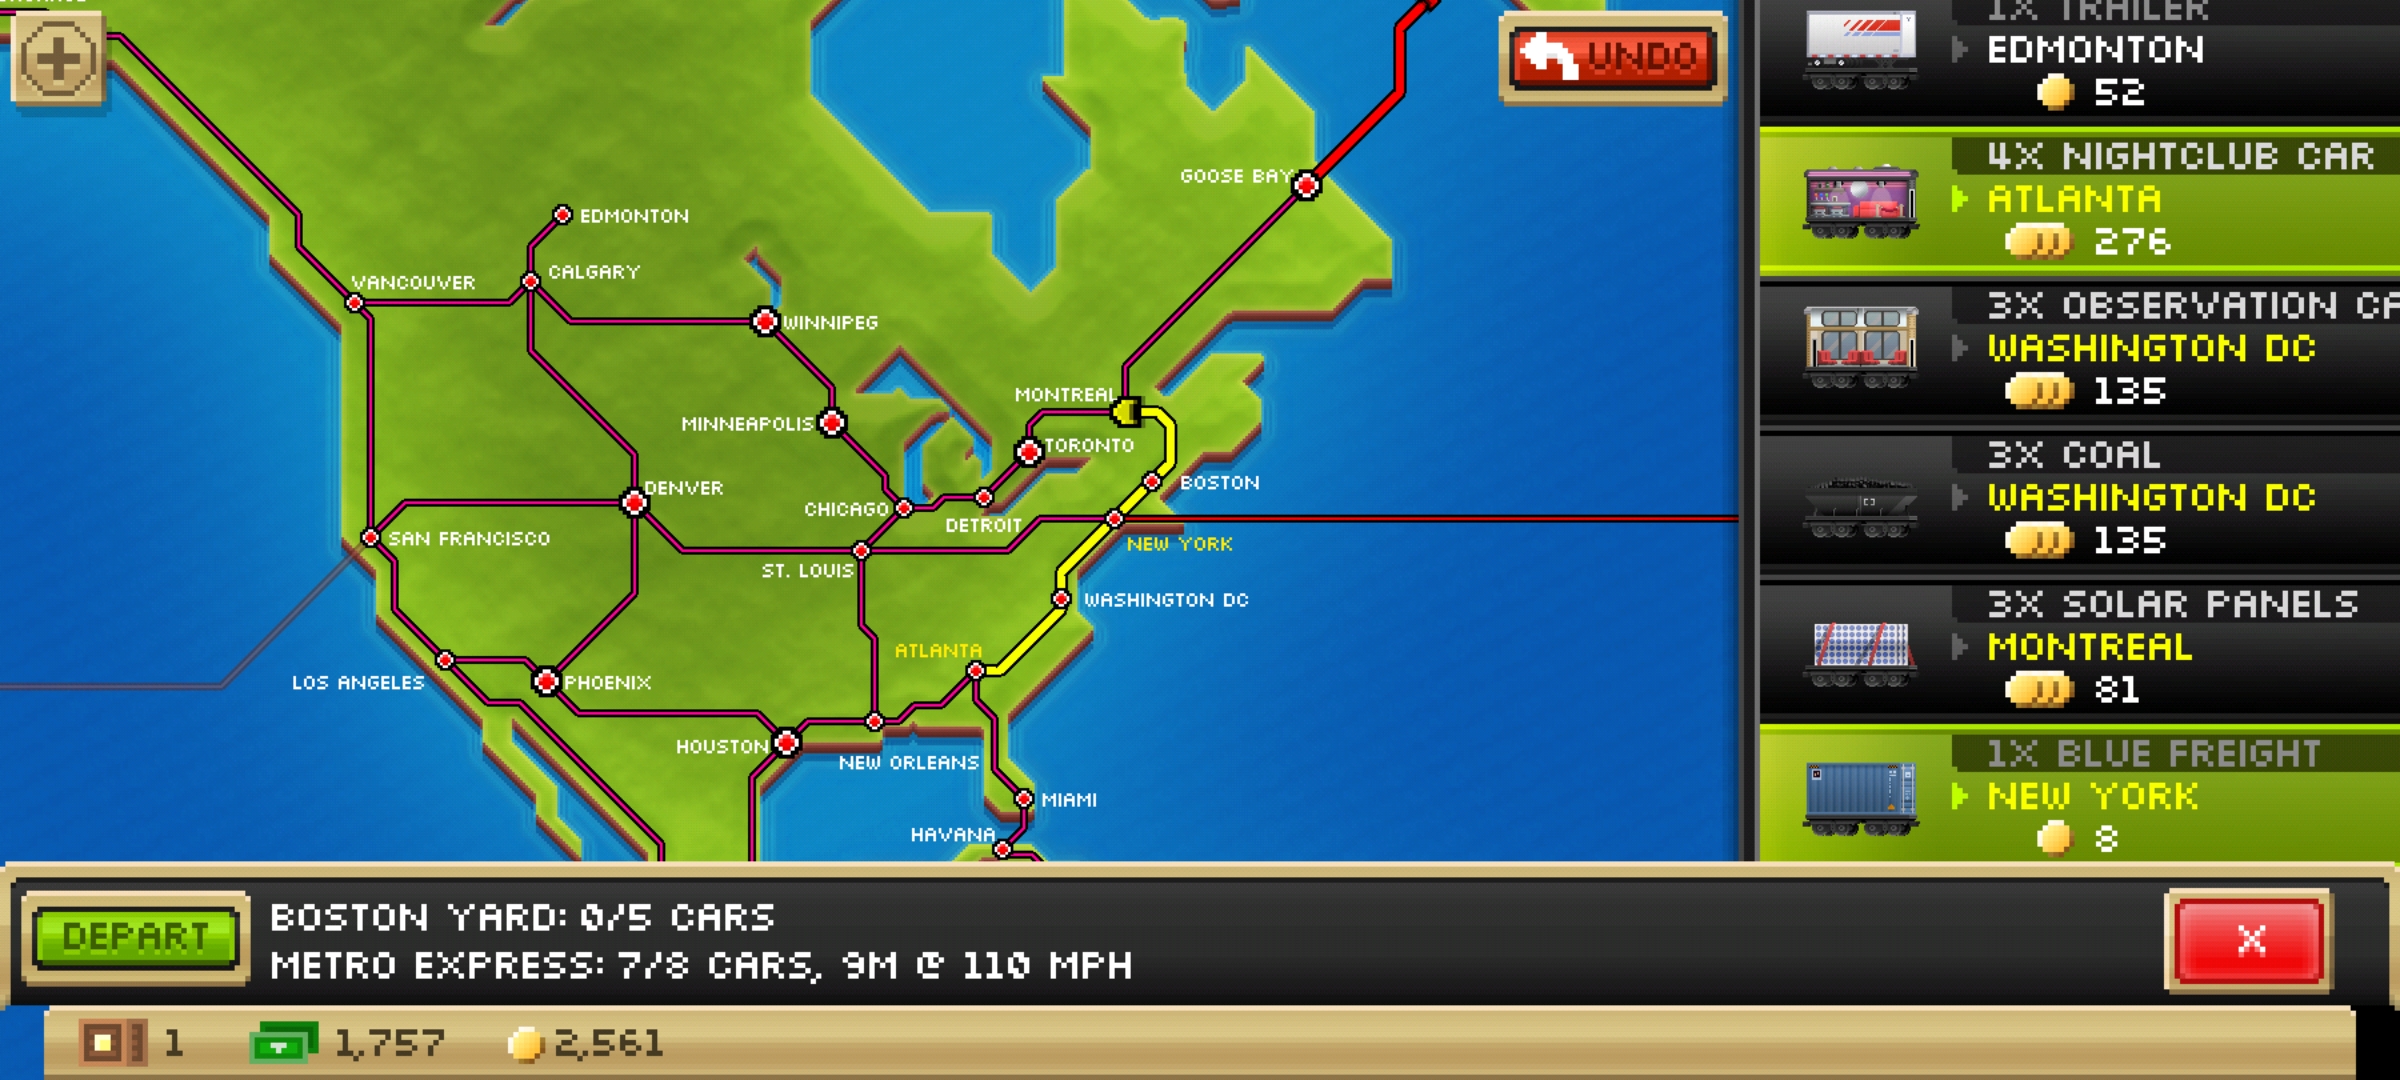 UNDO
GOOSE BAY
EDMONTON
CALGARY
VANCOUVER
WINNIPEG
MONTREAL
MINNEAPOLIS
TORONTO
BOSTON
DENVER
CHICAGO
DETROIT
SAN FRANCISCO
NEW YORK
ST. LOUIS
WASHINGTON DC
ATLANTA
LOS ANGELES
PHOENIX
HOUSTON
NEW ORLEANS
MIAMI
HAVANA
1X TRAILER
EDMONTON
52
4X NIGHTCLUB CAR
ATLANTA
276
3X OBSERVATION CA
WASHINGTON DC
135
3X COAL
WASHINGTON DC
135
3X SOLAR PANELS
MONTREAL
81
1X BLUE FREIGHT
NEW YORK
8
DEPART
BOSTON YARD: 0/5 CARS
METRO EXPRESS: 7/8 CARS, 9M @ 110 MPH
X
1
1,757
2,561